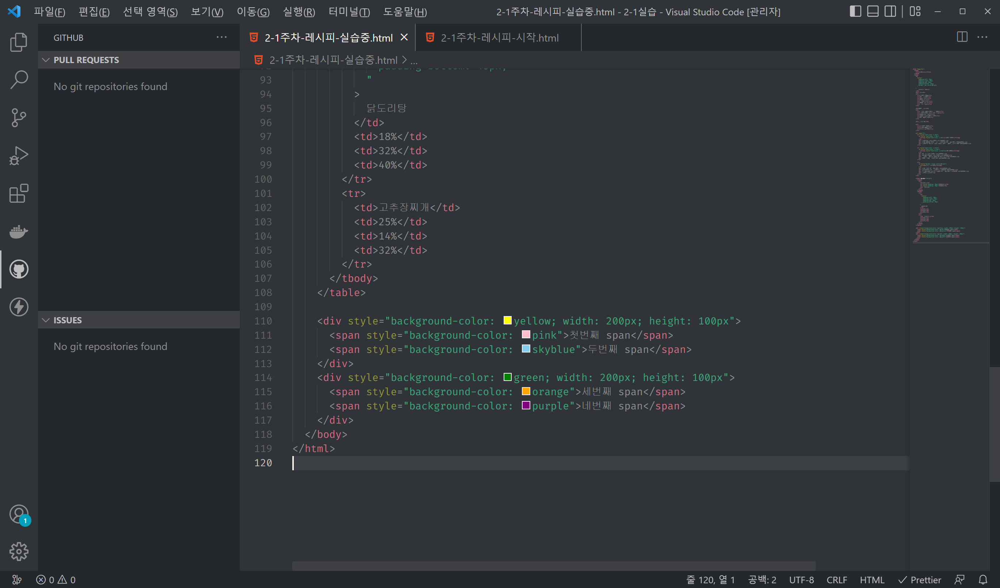 파일(F) 편집(E) 선택 영역(S) 보기(V) 이동(G) 실행(R) 터미널(T) 도움말(H) 2-1주차-레시피-실습중.html - 2-1실습 - Visual Studio Code [관리자]
GITHUB
2-1주차-레시피-실습중.html 2-1주차-레시피-시작.html
PULL REQUESTS
2-1주차-레시피-실습중.html > ...
No git repositories found
93 "
94 >
95 닭도리탕
96 </td>
97 <td>18%</td>
98 <td>32%</td>
99 <td>40%</td>
100 </tr>
101 <tr>
102 <td>고추장찌개</td>
103 <td>25%</td>
104 <td>14%</td>
105 <td>32%</td>
106 </tr>
107 </tbody>
108 </table>
109
110 <div style="background-color: yellow; width: 200px; height: 100px">
111 <span style="background-color: pink">첫번째 span</span>
112 <span style="background-color: skyblue">두번째 span</span>
113 </div>
114 <div style="background-color: green; width: 200px; height: 100px">
115 <span style="background-color: orange">세번째 span</span>
116 <span style="background-color: purple">네번째 span</span>
117 </div>
118 </body>
119 </html>
120
ISSUES
No git repositories found
1
0 0 줄 120, 열 1 공백: 2 UTF-8 CRLF HTML Prettier